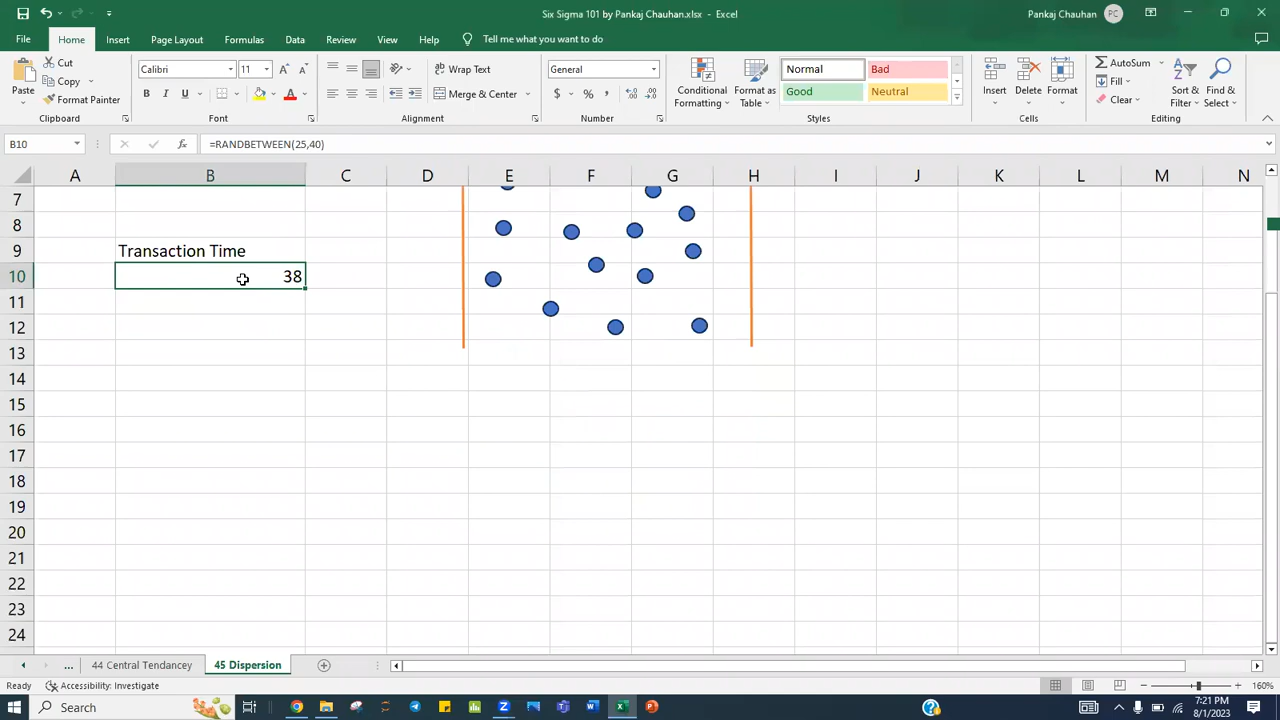 Six Sigma 101 by Pankaj Chauhan.xlsx - Excel
Pankaj Chauhan PC
File Home Insert Page Layout Formulas Data Review View Help Tell me what you want to do
Paste Cut Copy Format Painter Clipboard
Calibri 11 A A B I U A Font
ab Wrap Text Merge & Center Alignment
General $ % , Number
Conditional Formatting Format as Table Normal Bad Good Neutral Styles
Insert Delete Format Cells
AutoSum Fill Clear Sort & Filter Find & Select Editing
B10 fx =RANDBETWEEN(25,40)
A B C D E F G H I J K L M N
7
8
9 Transaction Time
10 38
11
12
13
14
15
16
17
18
19
20
21
22
23
24
... 44 Central Tendancey 45 Dispersion
Ready Accessibility: Investigate 160%
Search 7:21 PM
8/1/2023